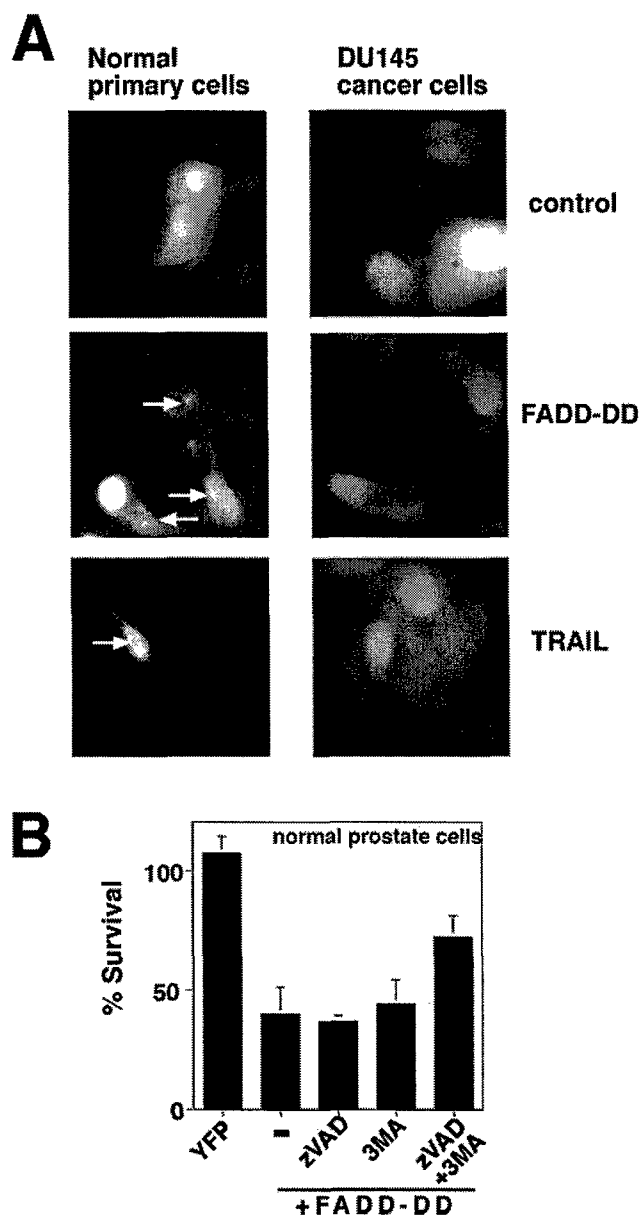 A
Normal
primary cells
DU145
cancer cells
control
FADD-DD
TRAIL
B
normal prostate cells
% Survival
100
50
0
YFP
-
zVAD
3MA
zVAD
+3MA
+FADD-DD